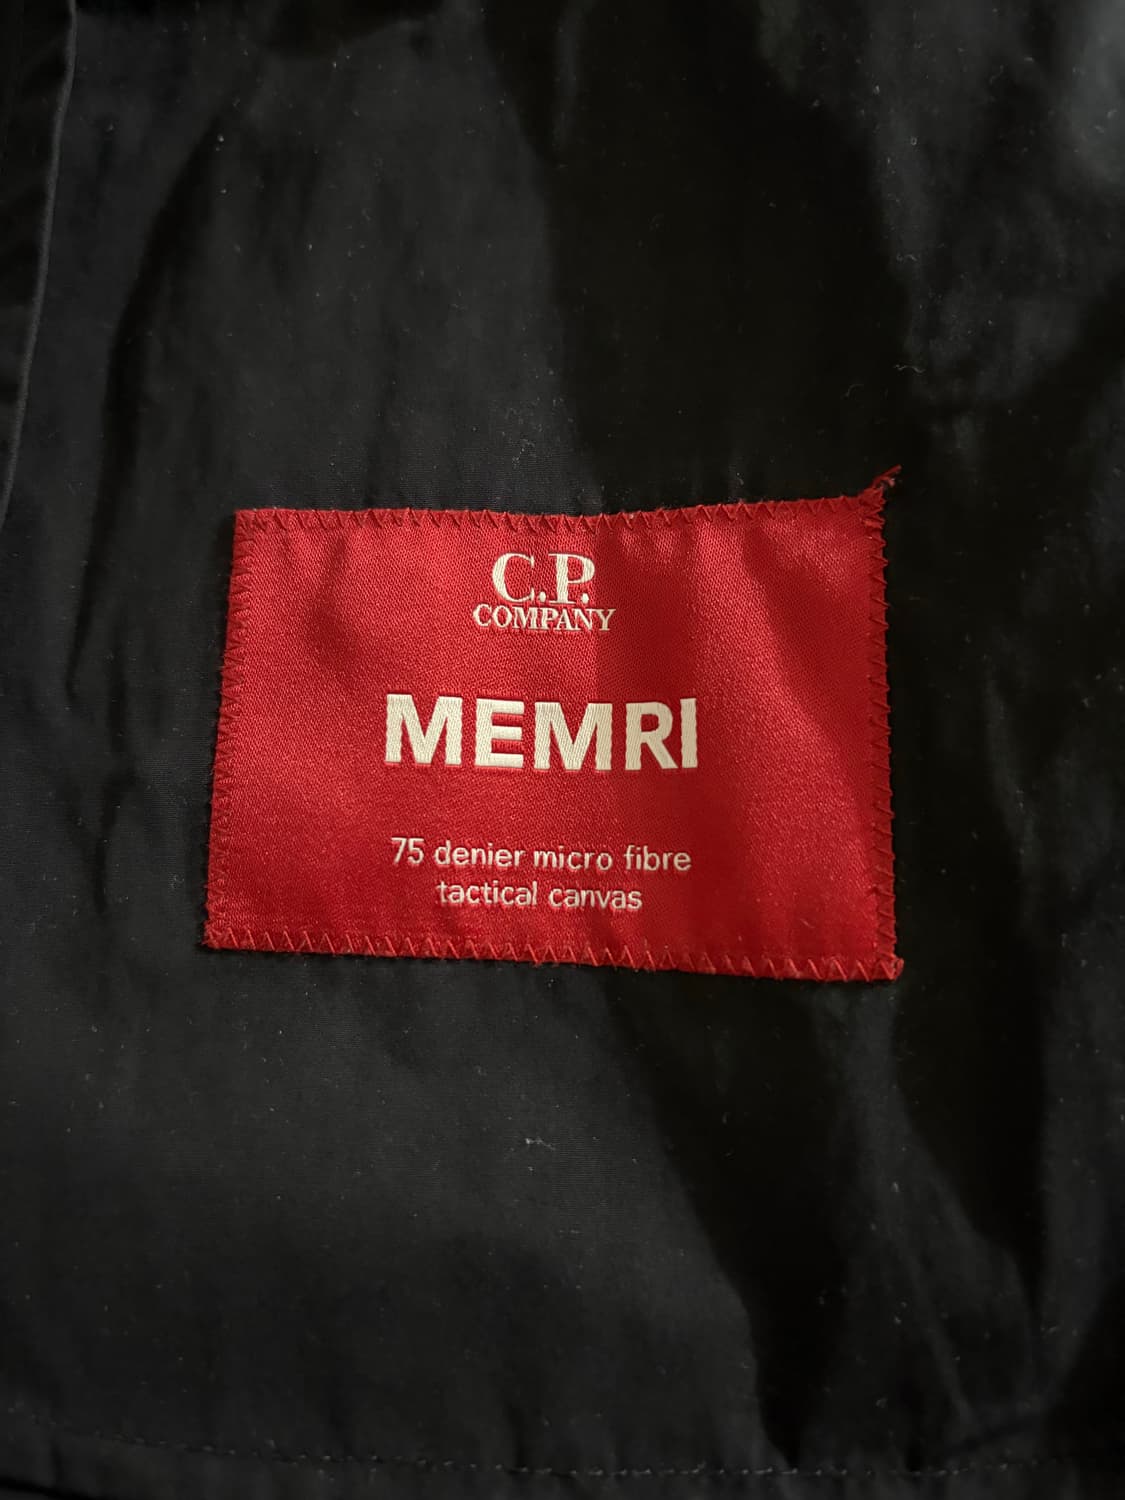 C.P.
COMPANY
MEMRI
75 denier micro fibre
tactical canvas